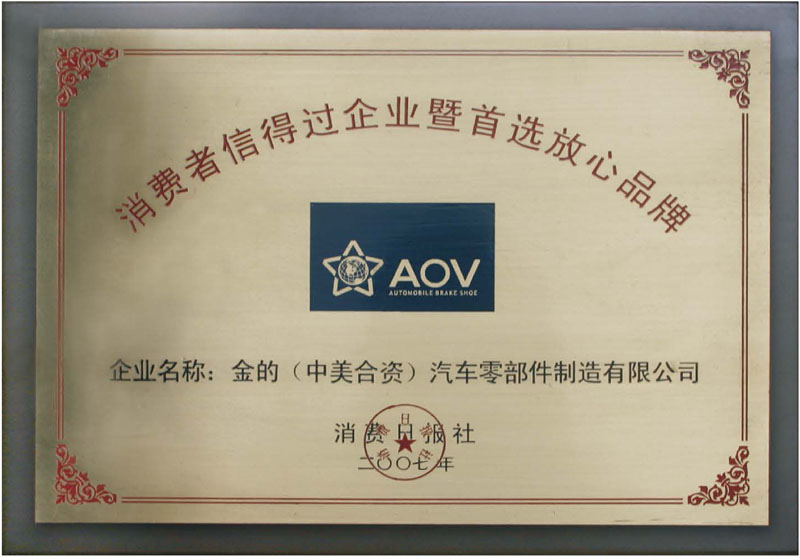 消费者信得过企业暨首选放心品牌
AOV
AUTOMOBILE BRAKE SHOE
企业名称：金的（中美合资）汽车零部件制造有限公司
消费日报社
二〇〇七年